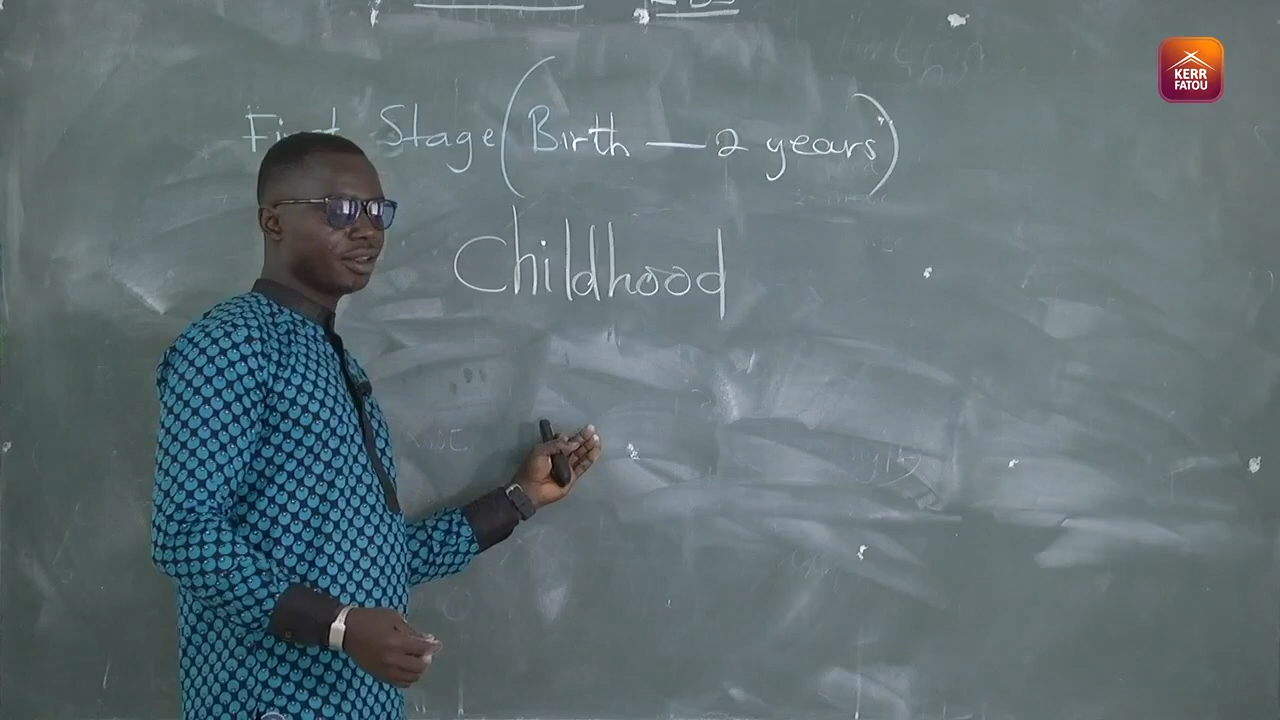 First Stage (Birth — 2 years)
Childhood
KERR
FATOU